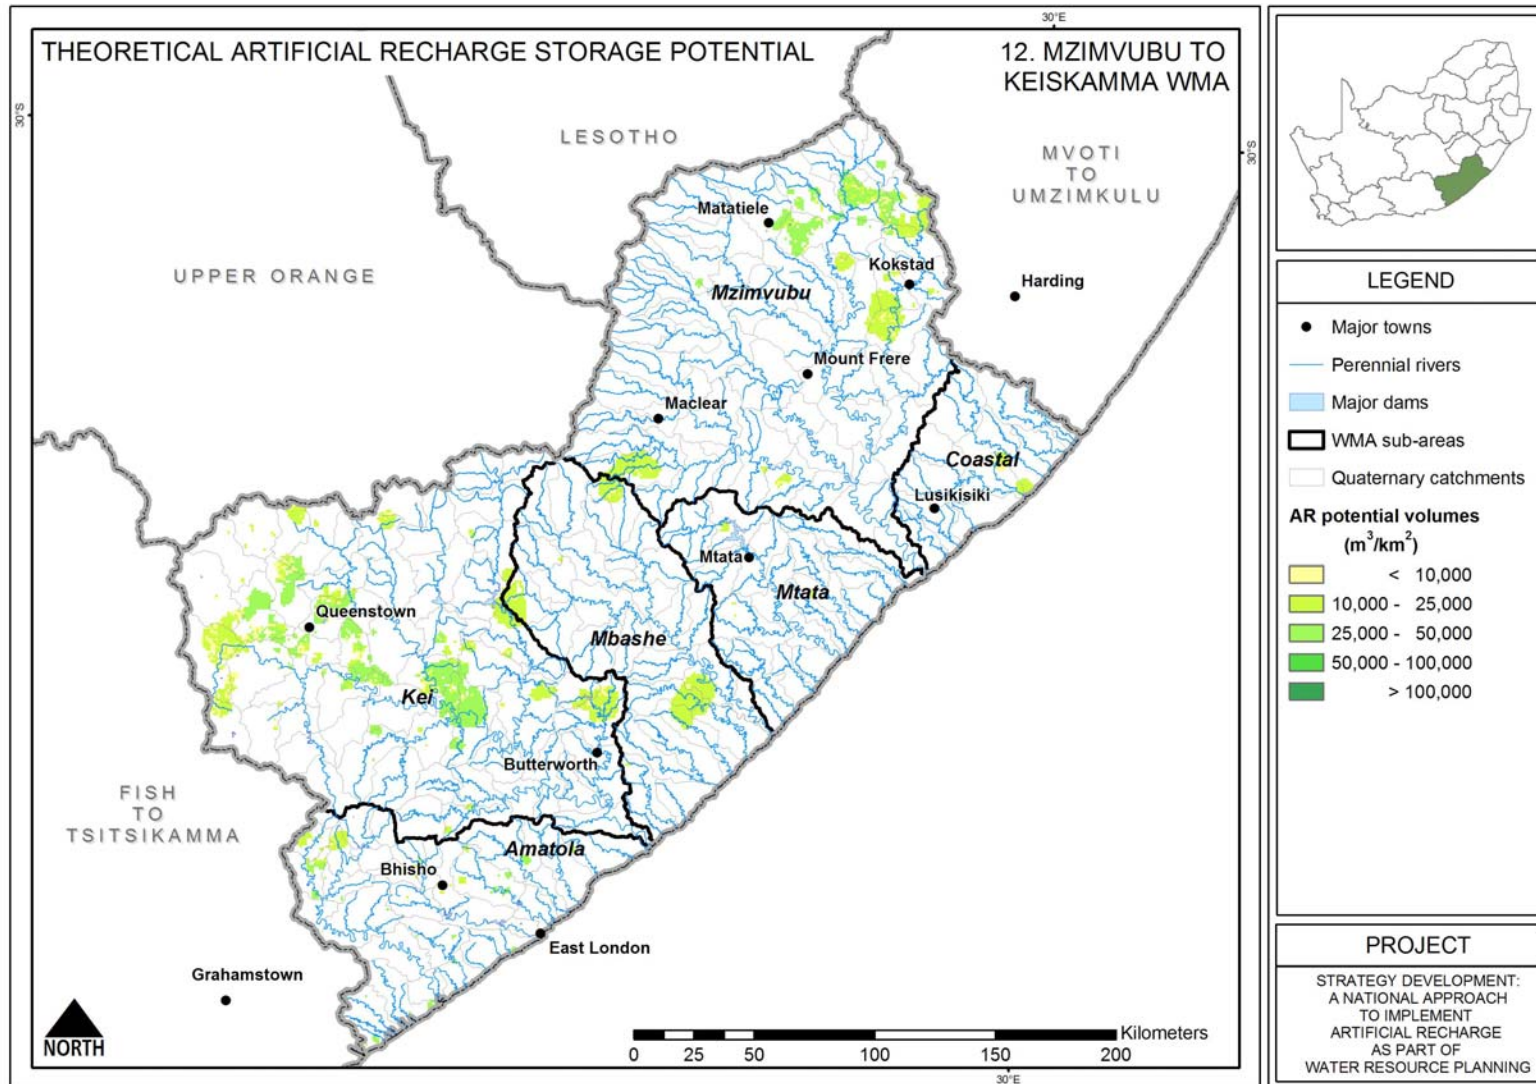 30°E
THEORETICAL ARTIFICIAL RECHARGE STORAGE POTENTIAL
12. MZIMVUBU TO
KEISKAMMA WMA
30°S
30°S
LESOTHO
MVOTI
TO
UMZIMKULU
UPPER ORANGE
Matatiele
Kokstad
Harding
Mzimvubu
Mount Frere
Maclear
Coastal
Lusikisiki
Mtata
Mtata
Queenstown
Mbashe
Kei
Butterworth
FISH
TO
TSITSIKAMMA
Amatola
Bhisho
East London
Grahamstown
NORTH
Kilometers
0 25 50 100 150 200
30°E
LEGEND
Major towns
Perennial rivers
Major dams
WMA sub-areas
Quaternary catchments
AR potential volumes
(m³/km²)
< 10,000
10,000 - 25,000
25,000 - 50,000
50,000 - 100,000
> 100,000
PROJECT
STRATEGY DEVELOPMENT:
A NATIONAL APPROACH
TO IMPLEMENT
ARTIFICIAL RECHARGE
AS PART OF
WATER RESOURCE PLANNING